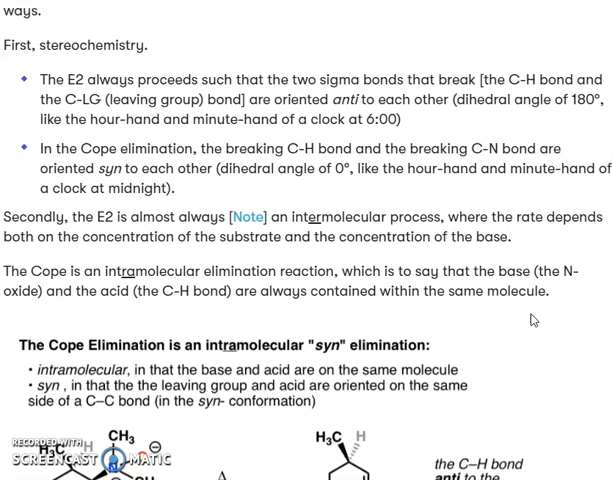 ways.
First, stereochemistry.
The E2 always proceeds such that the two sigma bonds that break [the C-H bond and
the C-LG (leaving group) bond] are oriented anti to each other (dihedral angle of 180°,
like the hour-hand and minute-hand of a clock at 6:00)
In the Cope elimination, the breaking C-H bond and the breaking C-N bond are
oriented syn to each other (dihedral angle of 0°, like the hour-hand and minute-hand of
a clock at midnight).
Secondly, the E2 is almost always [Note] an intermolecular process, where the rate depends
both on the concentration of the substrate and the concentration of the base.
The Cope is an intramolecular elimination reaction, which is to say that the base (the N-
oxide) and the acid (the C-H bond) are always contained within the same molecule.
The Cope Elimination is an intramolecular "syn" elimination:
• intramolecular, in that the base and acid are on the same molecule
• syn , in that the the leaving group and acid are oriented on the same
side of a C–C bond (in the syn- conformation)
CH3
H3C H
RECORDED WITH
H3C H
SCREENCAST MATIC
N
the C–H bond
anti to the